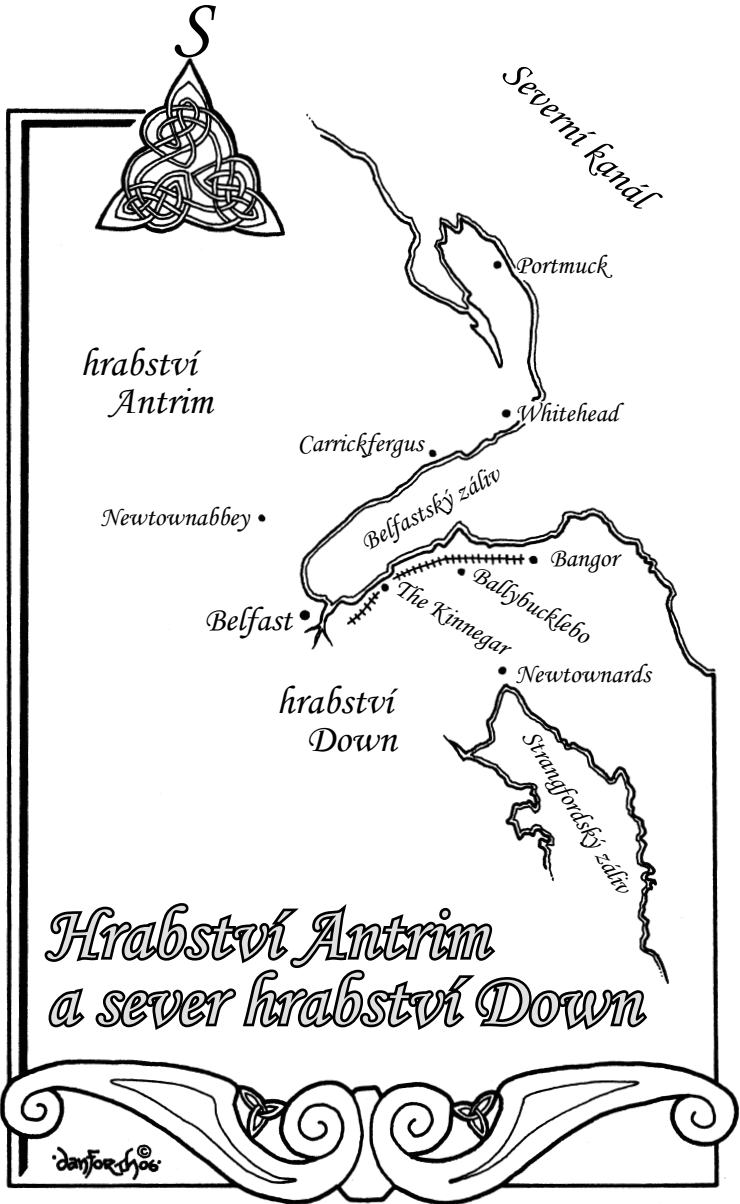 S
Severní kanál
Portmuck
hrabství
Antrim
Whitehead
Carrickfergus
Belfastský záliv
Newtownabbey
Bangor
Ballybucklebo
The Kinnegar
Belfast
Newtownards
hrabství
Down
Strangfordský záliv
Hrabství Antrim
a sever hrabství Down
©